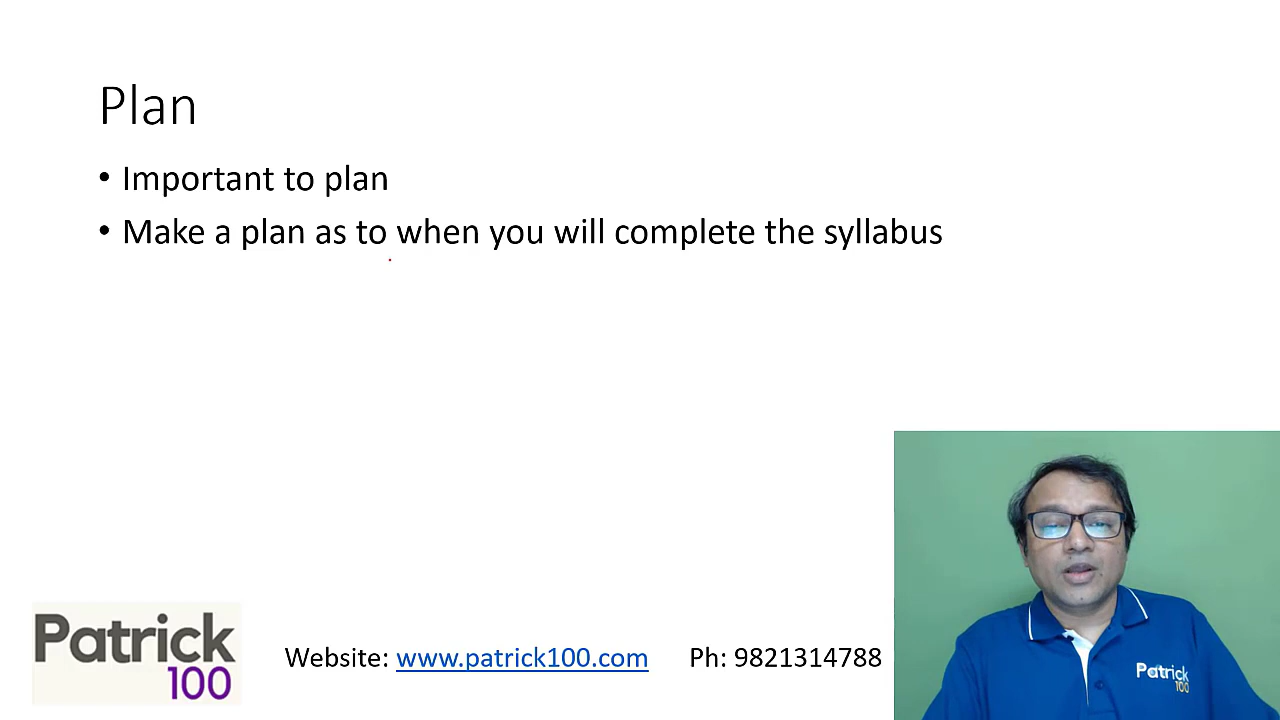 Plan
• Important to plan
• Make a plan as to when you will complete the syllabus
Patrick
100
Website: www.patrick100.com Ph: 9821314788
Patrick
100